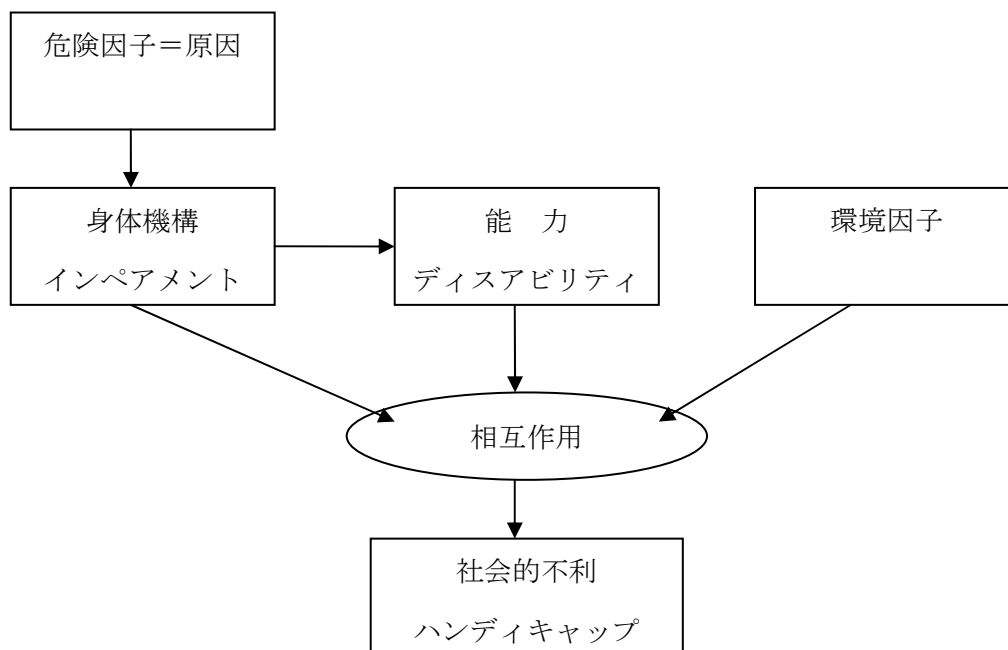 危険因子＝原因
身体機構
インペアメント
能　力
ディスアビリティ
環境因子
相互作用
社会的不利
ハンディキャップ